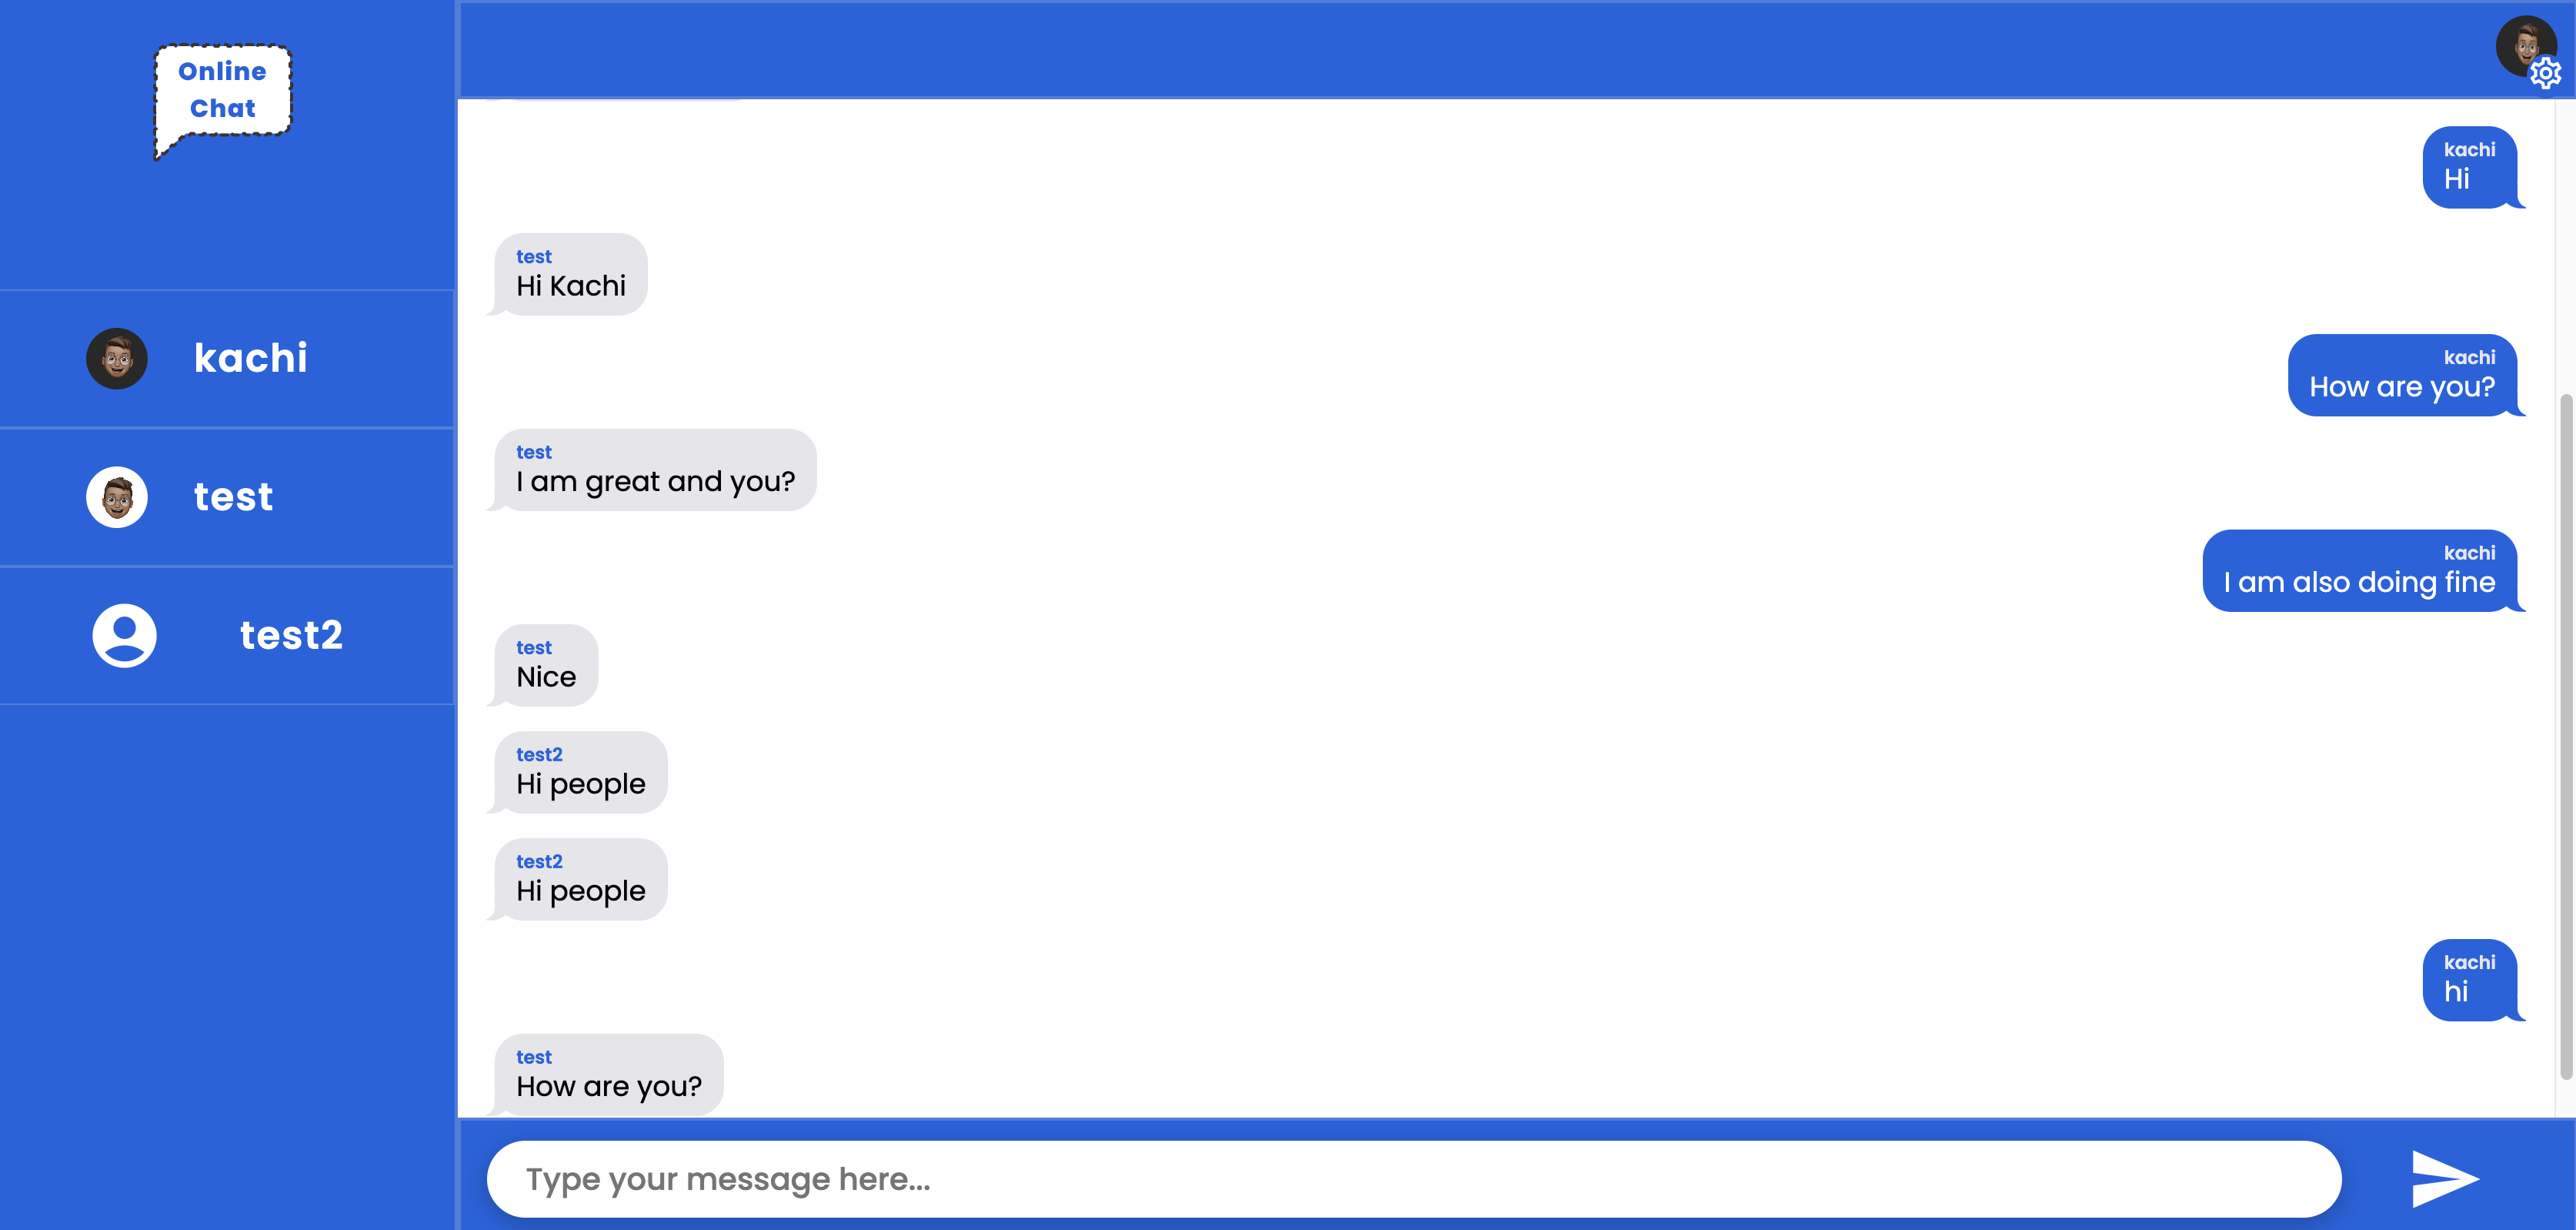 Online
Chat
kachi
test
test2
kachi
Hi
test
Hi Kachi
kachi
How are you?
test
I am great and you?
kachi
I am also doing fine
test
Nice
test2
Hi people
test2
Hi people
kachi
hi
test
How are you?
Type your message here...